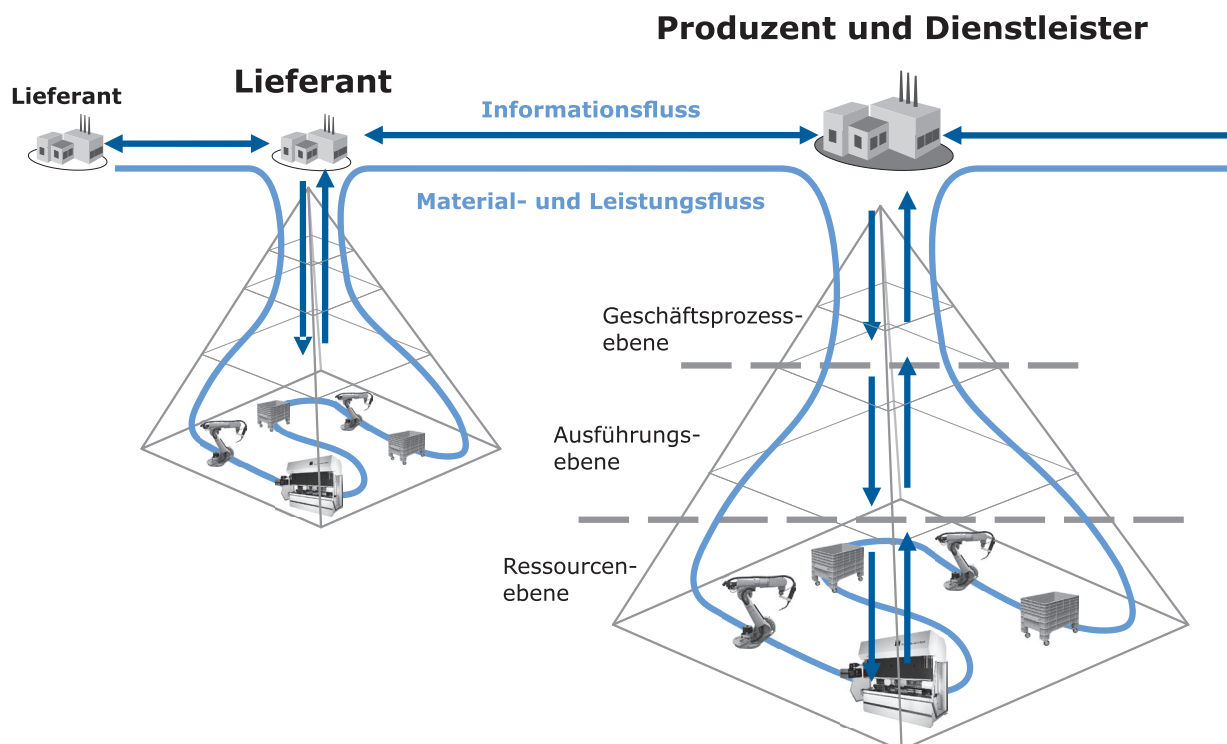 Produzent und Dienstleister
Lieferant
Lieferant
Informationsfluss
Material- und Leistungsfluss
Geschäftsprozess-
ebene
Ausführungs-
ebene
Ressourcen-
ebene